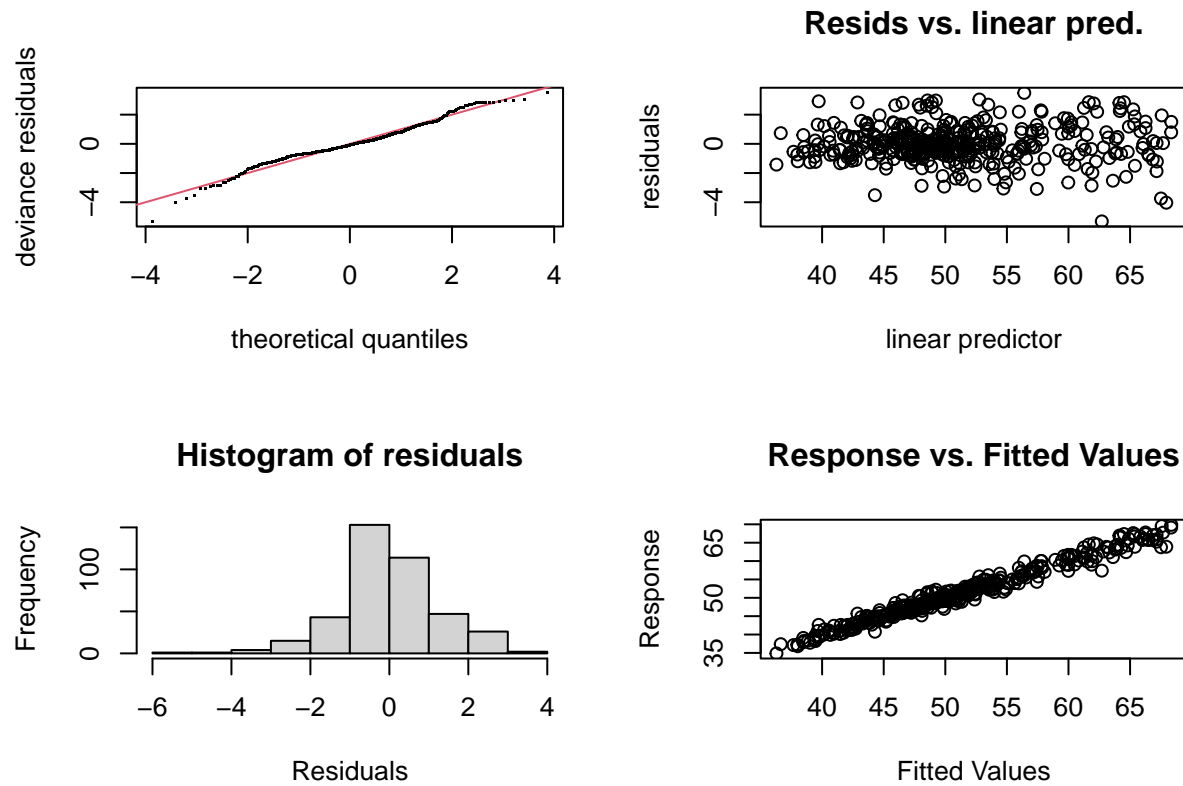 deviance residuals
0
−4
−4 −2 0 2 4
theoretical quantiles
Resids vs. linear pred.
residuals
0
−4
40 45 50 55 60 65
linear predictor
Histogram of residuals
Frequency
100
0
−6 −4 −2 0 2 4
Residuals
Response vs. Fitted Values
Response
65
50
35
40 45 50 55 60 65
Fitted Values